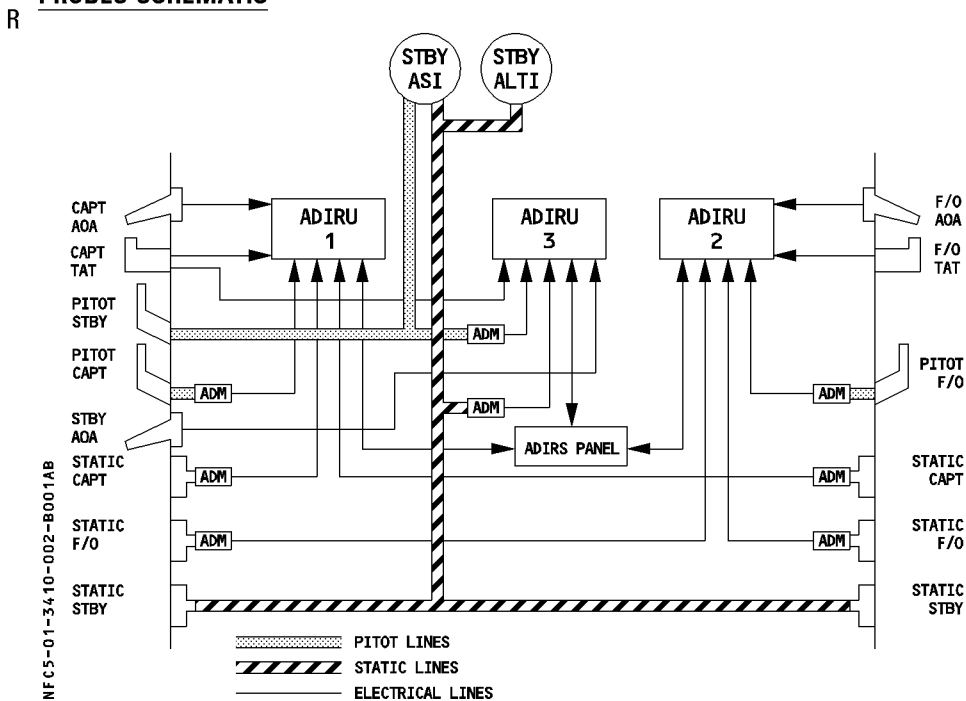 PROBES SCHEMATIC
R
STBY
ASI
STBY
ALTI
CAPT
AOA
CAPT
TAT
PITOT
STBY
PITOT
CAPT
STBY
AOA
STATIC
CAPT
STATIC
F/O
STATIC
STBY
ADIRU
1
ADIRU
3
ADIRU
2
ADM
ADM
ADM
ADM
ADIRS PANEL
ADM
ADM
ADM
ADM
F/O
AOA
F/O
TAT
PITOT
F/O
STATIC
CAPT
STATIC
F/O
STATIC
STBY
PITOT LINES
STATIC LINES
ELECTRICAL LINES
NFC5-01-3410-002-B001AB